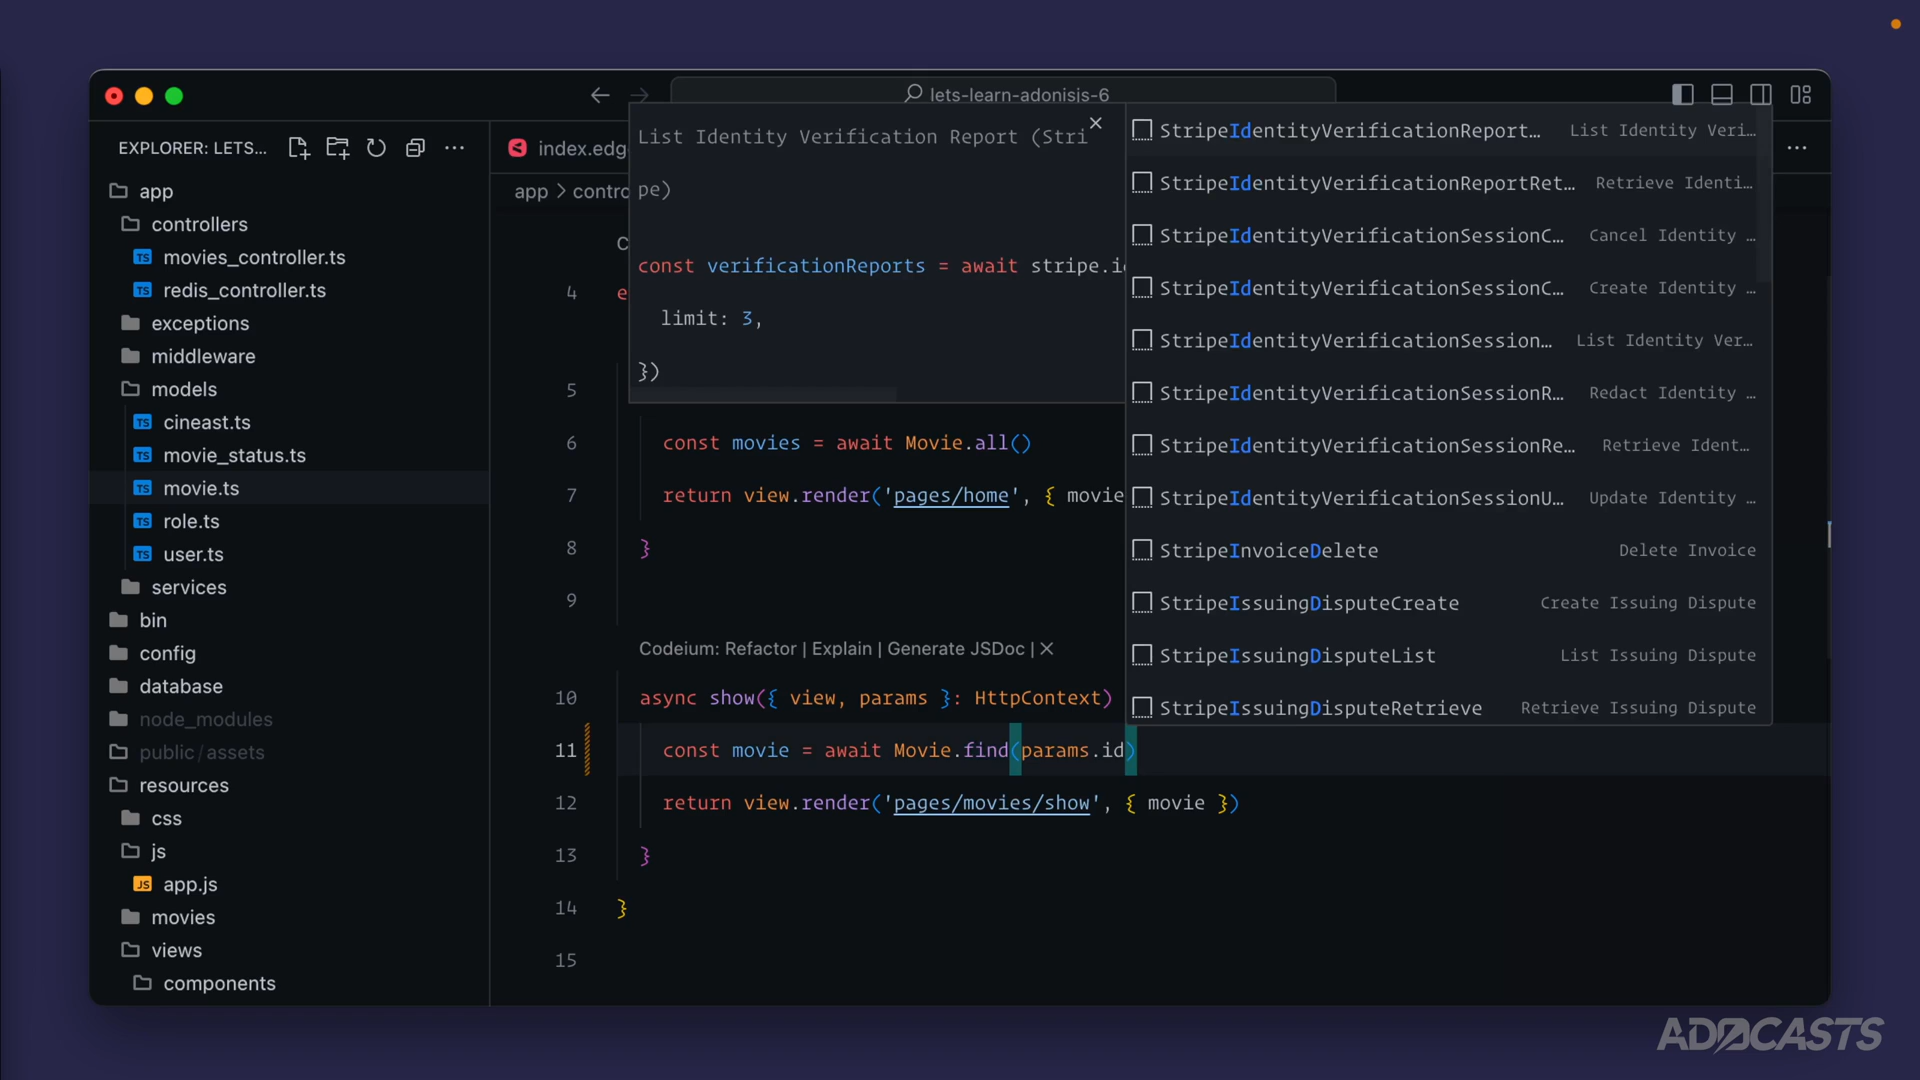 lets-learn-adonisjs-6
EXPLORER: LETS...
app
controllers
movies_controller.ts
redis_controller.ts
exceptions
middleware
models
cineast.ts
movie_status.ts
movie.ts
role.ts
user.ts
services
bin
config
database
node_modules
public/assets
resources
css
js
app.js
movies
views
components
index.edg
app > contro
List Identity Verification Report (Stri
pe)
const verificationReports = await stripe.id
limit: 3,
})
StripeIdentityVerificationReport... List Identity Veri...
StripeIdentityVerificationReportRet... Retrieve Identi...
StripeIdentityVerificationSessionC... Cancel Identity ...
StripeIdentityVerificationSessionC... Create Identity ...
StripeIdentityVerificationSession... List Identity Ver...
StripeIdentityVerificationSessionR... Redact Identity ...
StripeIdentityVerificationSessionRe... Retrieve Ident...
StripeIdentityVerificationSessionU... Update Identity ...
StripeInvoiceDelete Delete Invoice
StripeIssuingDisputeCreate Create Issuing Dispute
StripeIssuingDisputeList List Issuing Dispute
StripeIssuingDisputeRetrieve Retrieve Issuing Dispute
C
4 e
5
6 const movies = await Movie.all()
7 return view.render('pages/home', { movie
8 }
9
Codeium: Refactor | Explain | Generate JSDoc | ×
10 async show({ view, params }: HttpContext)
11 const movie = await Movie.find(params.id)
12 return view.render('pages/movies/show', { movie })
13 }
14 }
15
ADOCASTS